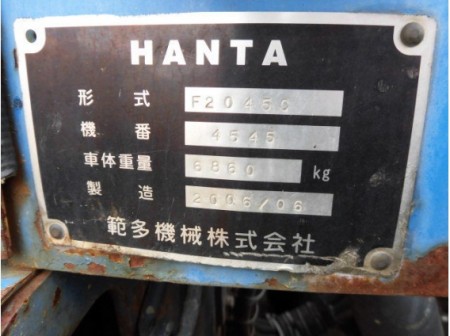 HANTA
形式 F2045C
機番 4545
車体重量 6860 kg
製造 2006/06
範多機械株式会社